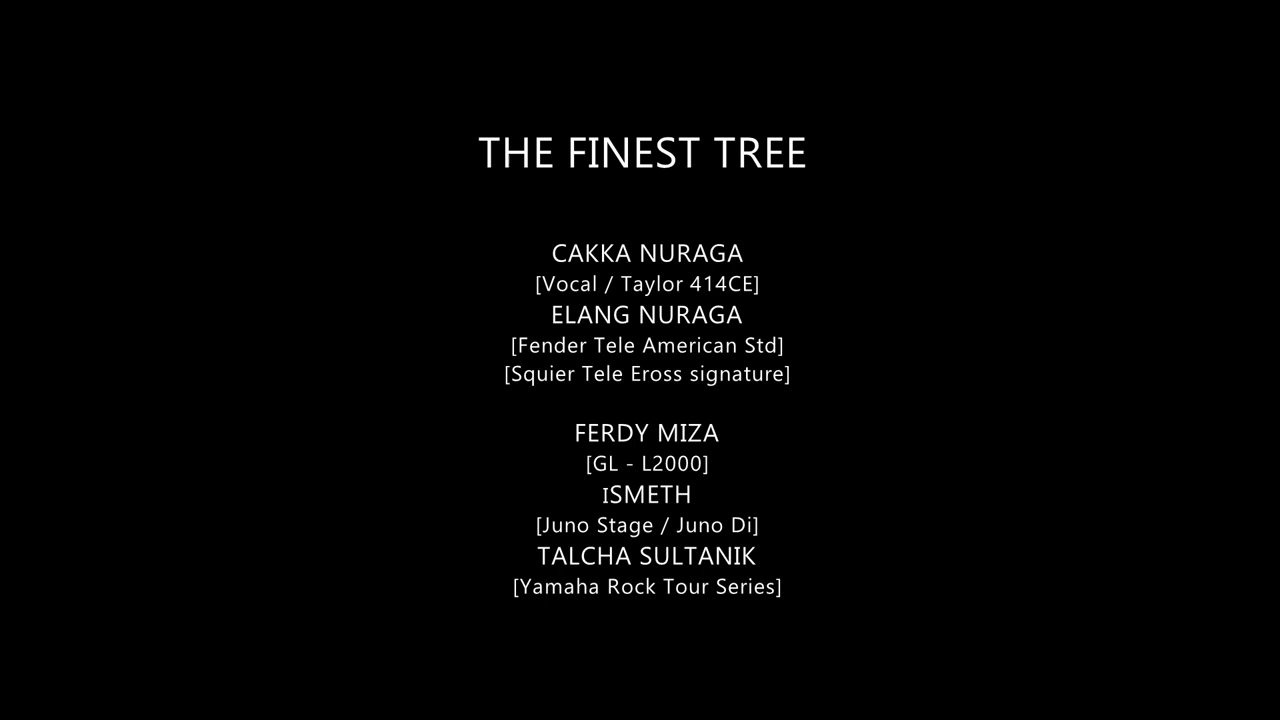 THE FINEST TREE
CAKKA NURAGA
[Vocal / Taylor 414CE]
ELANG NURAGA
[Fender Tele American Std]
[Squier Tele Eross signature]
FERDY MIZA
[GL - L2000]
ISMETH
[Juno Stage / Juno Di]
TALCHA SULTANIK
[Yamaha Rock Tour Series]